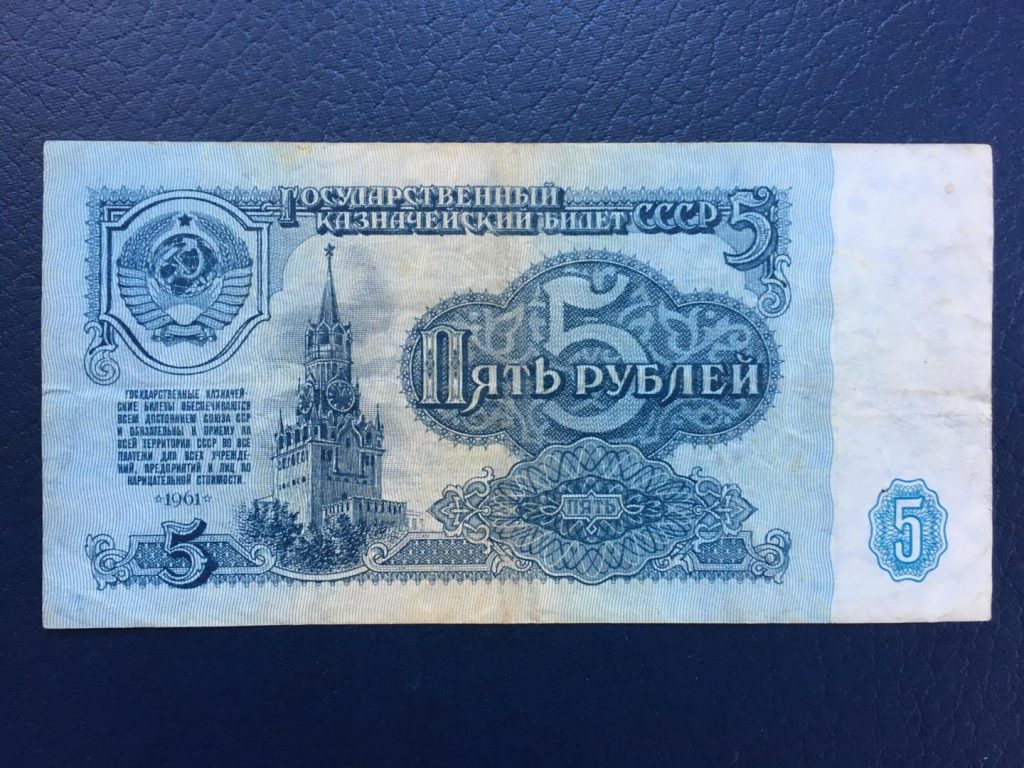 ГОСУДАРСТВЕННЫЙ
КАЗНАЧЕЙСКИЙ БИЛЕТ СССР 5
5
ПЯТЬ РУБЛЕЙ
ГОСУДАРСТВЕННЫЕ КАЗНАЧЕЙ-
СКИЕ БИЛЕТЫ ОБЕСПЕЧИВАЮТСЯ
ВСЕМ ДОСТОЯНИЕМ СОЮЗА ССР
И ОБЯЗАТЕЛЬНЫ К ПРИЕМУ НА
ВСЕЙ ТЕРРИТОРИИ СССР ВО ВСЕ
ПЛАТЕЖИ ДЛЯ ВСЕХ УЧРЕЖДЕ-
НИЙ, ПРЕДПРИЯТИЙ И ЛИЦ ПО
НАРИЦАТЕЛЬНОЙ СТОИМОСТИ
1961
ПЯТЬ
5
5